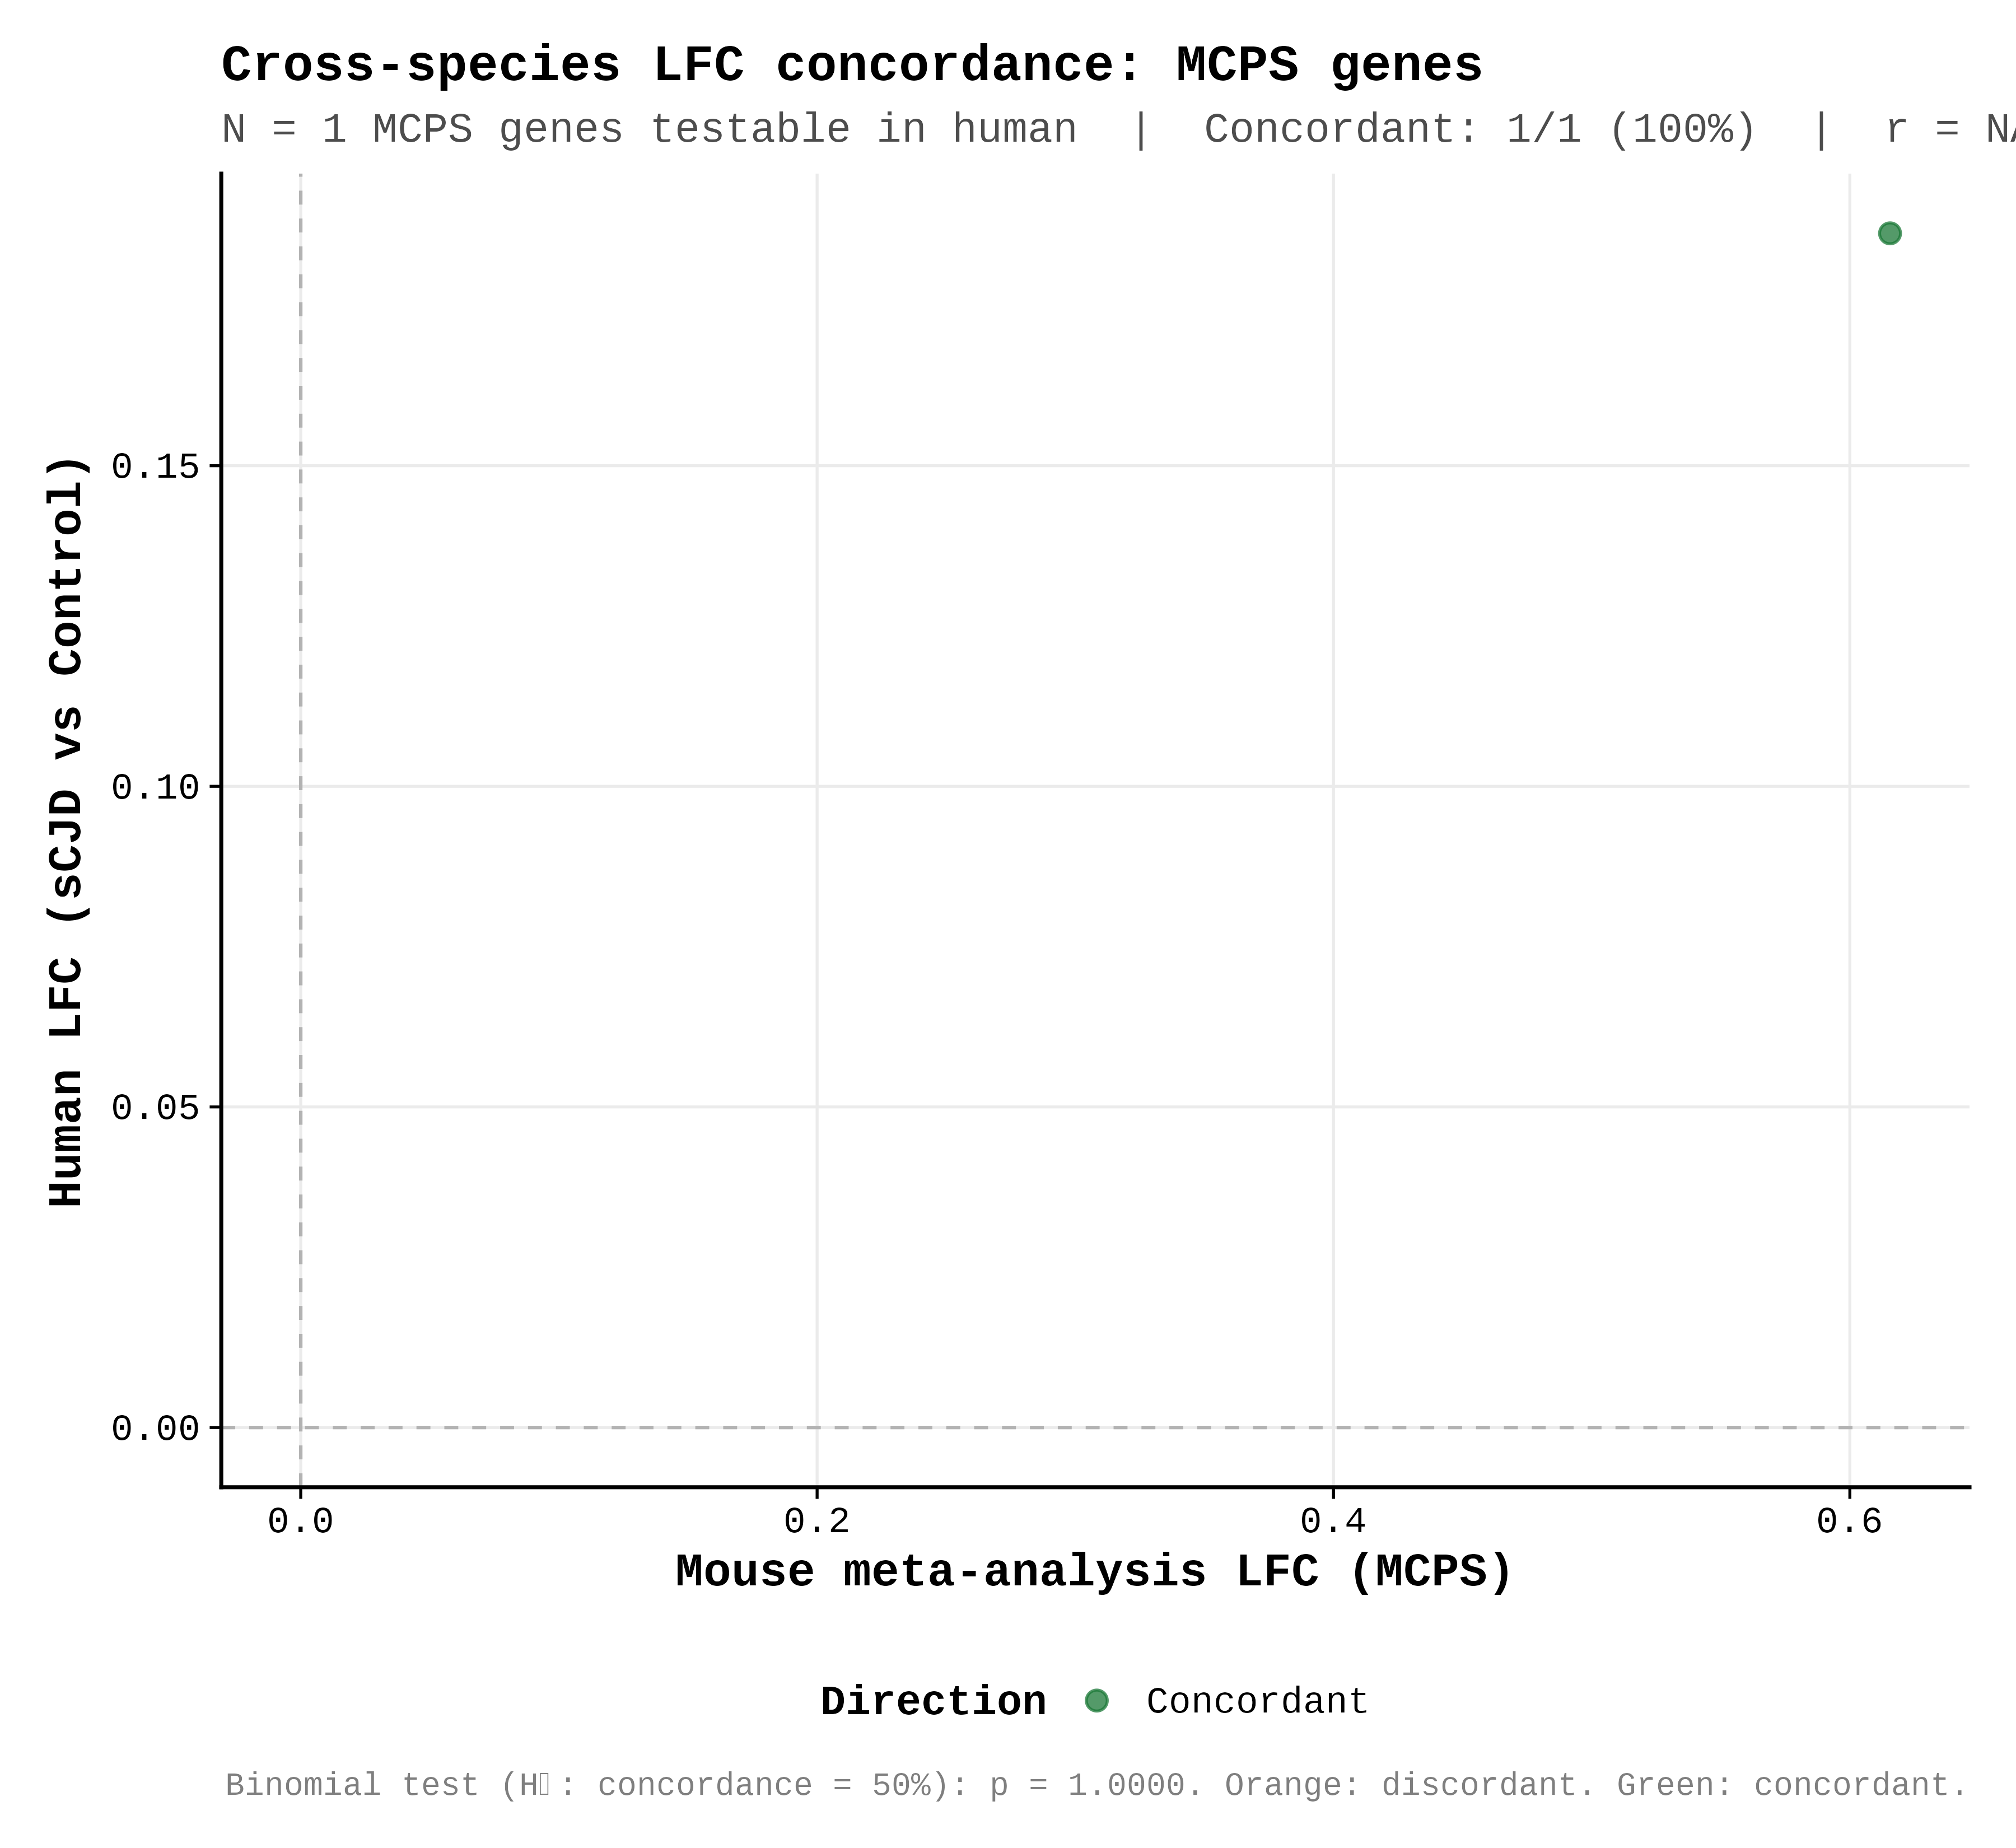 Cross-species LFC concordance: MCPS genes
N = 1 MCPS genes testable in human | Concordant: 1/1 (100%) | r = NA
Human LFC (sCJD vs Control)
0.15
0.10
0.05
0.00
0.0 0.2 0.4 0.6
Mouse meta-analysis LFC (MCPS)
Direction Concordant
Binomial test (H▯: concordance = 50%): p = 1.0000. Orange: discordant. Green: concordant.